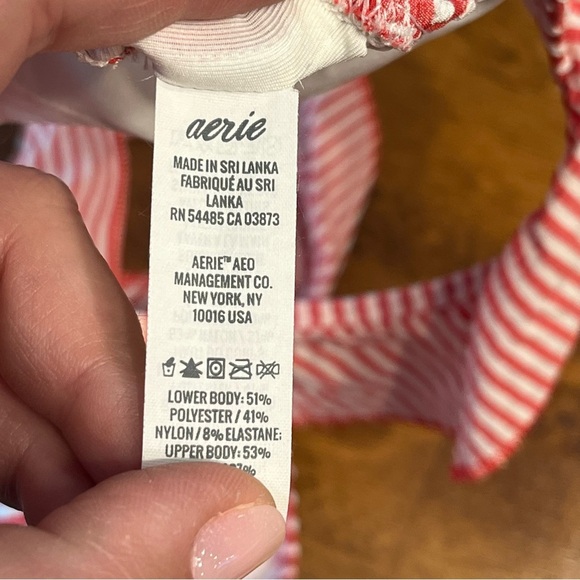 aerie
MADE IN SRI LANKA
FABRIQUÉ AU SRI
LANKA
RN 54485 CA 03873
AERIE™ AEO
MANAGEMENT CO.
NEW YORK, NY
10016 USA
LOWER BODY: 51%
POLYESTER / 41%
NYLON / 8% ELASTANE;
UPPER BODY: 53%